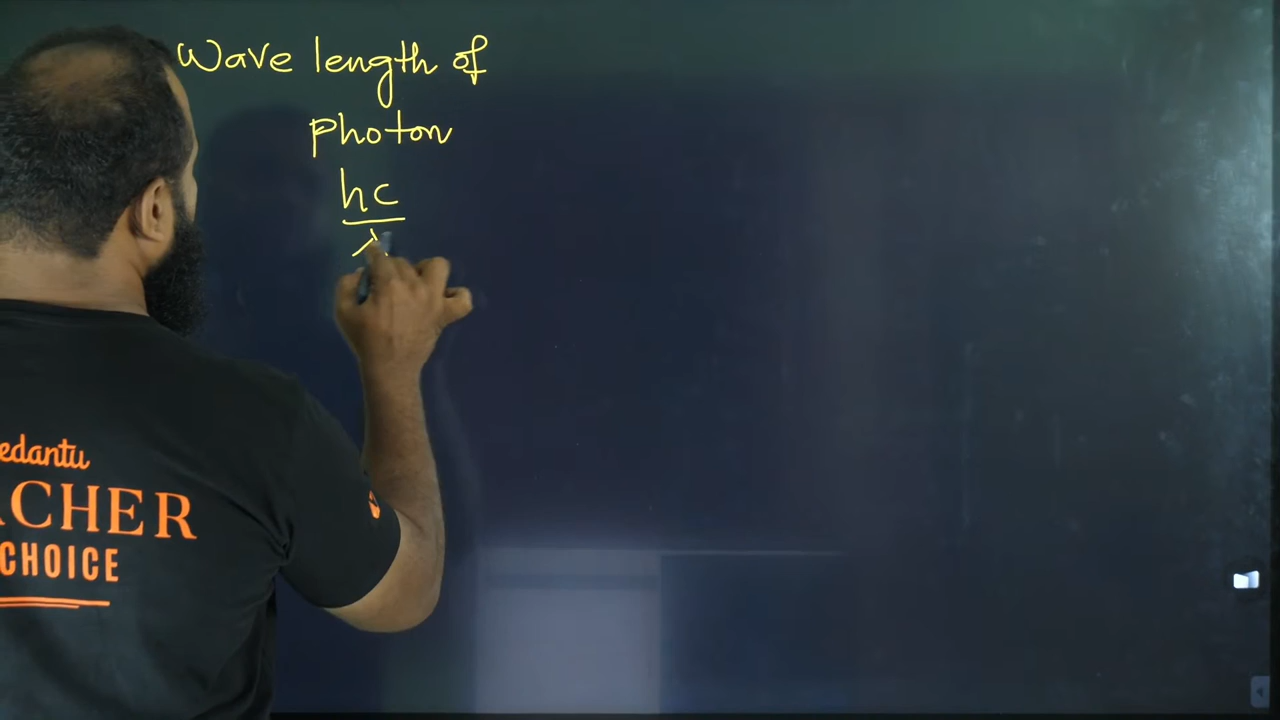 Wave length of
photon
hc
λ
edantu
ACHER
CHOICE